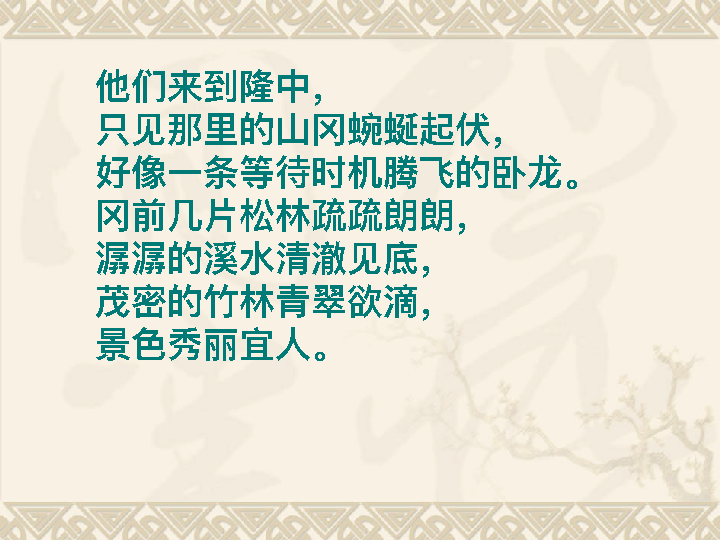 他们来到隆中，
只见那里的山冈蜿蜒起伏，
好像一条等待时机腾飞的卧龙。
冈前几片松林疏疏朗朗，
潺潺的溪水清澈见底，
茂密的竹林青翠欲滴，
景色秀丽宜人。